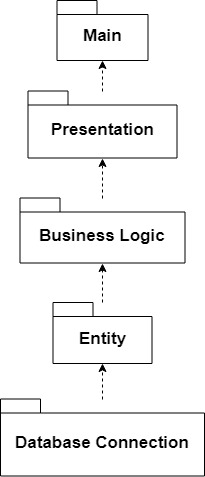 Main
Presentation
Business Logic
Entity
Database Connection